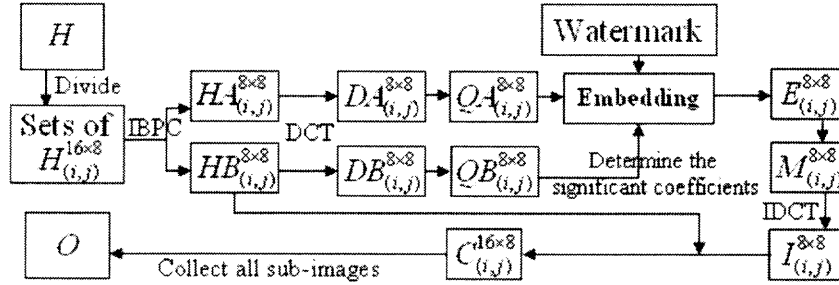 H
Watermark
Divide
Sets of
H^{16×8}_{(i,j)}
IBPC
HA^{8×8}_{(i,j)}
DCT
DA^{8×8}_{(i,j)}
QA^{8×8}_{(i,j)}
Embedding
E^{8×8}_{(i,j)}
HB^{8×8}_{(i,j)}
DB^{8×8}_{(i,j)}
QB^{8×8}_{(i,j)}
Determine the
significant coefficients
M^{8×8}_{(i,j)}
IDCT
O
Collect all sub-images
C^{16×8}_{(i,j)}
I^{8×8}_{(i,j)}